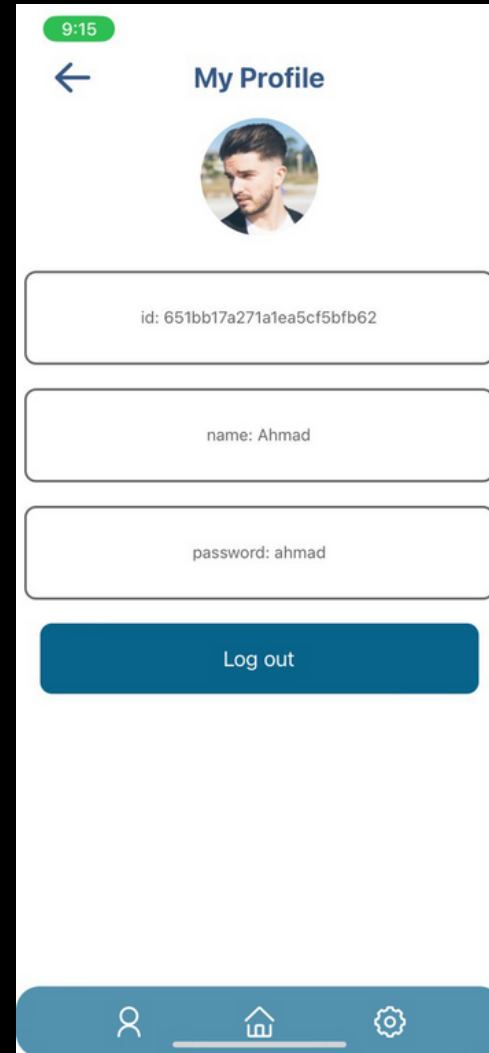 9:15
My Profile
id: 651bb17a271a1ea5cf5bfb62
name: Ahmad
password: ahmad
Log out